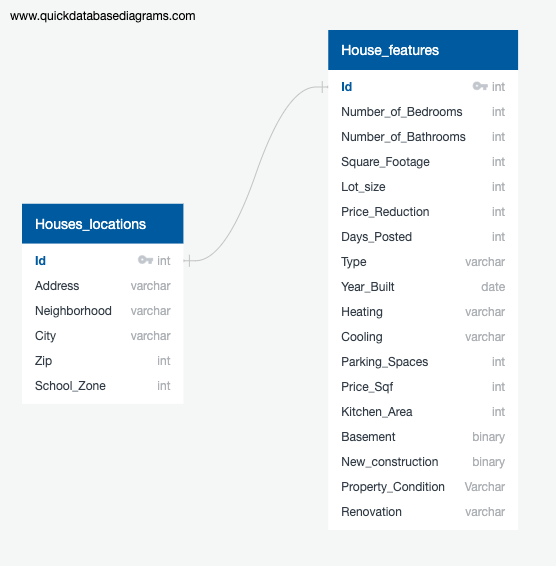 www.quickdatabasediagrams.com
House_features
Id int
Number_of_Bedrooms int
Number_of_Bathrooms int
Square_Footage int
Lot_size int
Price_Reduction int
Days_Posted int
Type varchar
Year_Built date
Heating varchar
Cooling varchar
Parking_Spaces int
Price_Sqf int
Kitchen_Area int
Basement binary
New_construction binary
Property_Condition Varchar
Renovation varchar
Houses_locations
Id int
Address varchar
Neighborhood varchar
City varchar
Zip int
School_Zone int